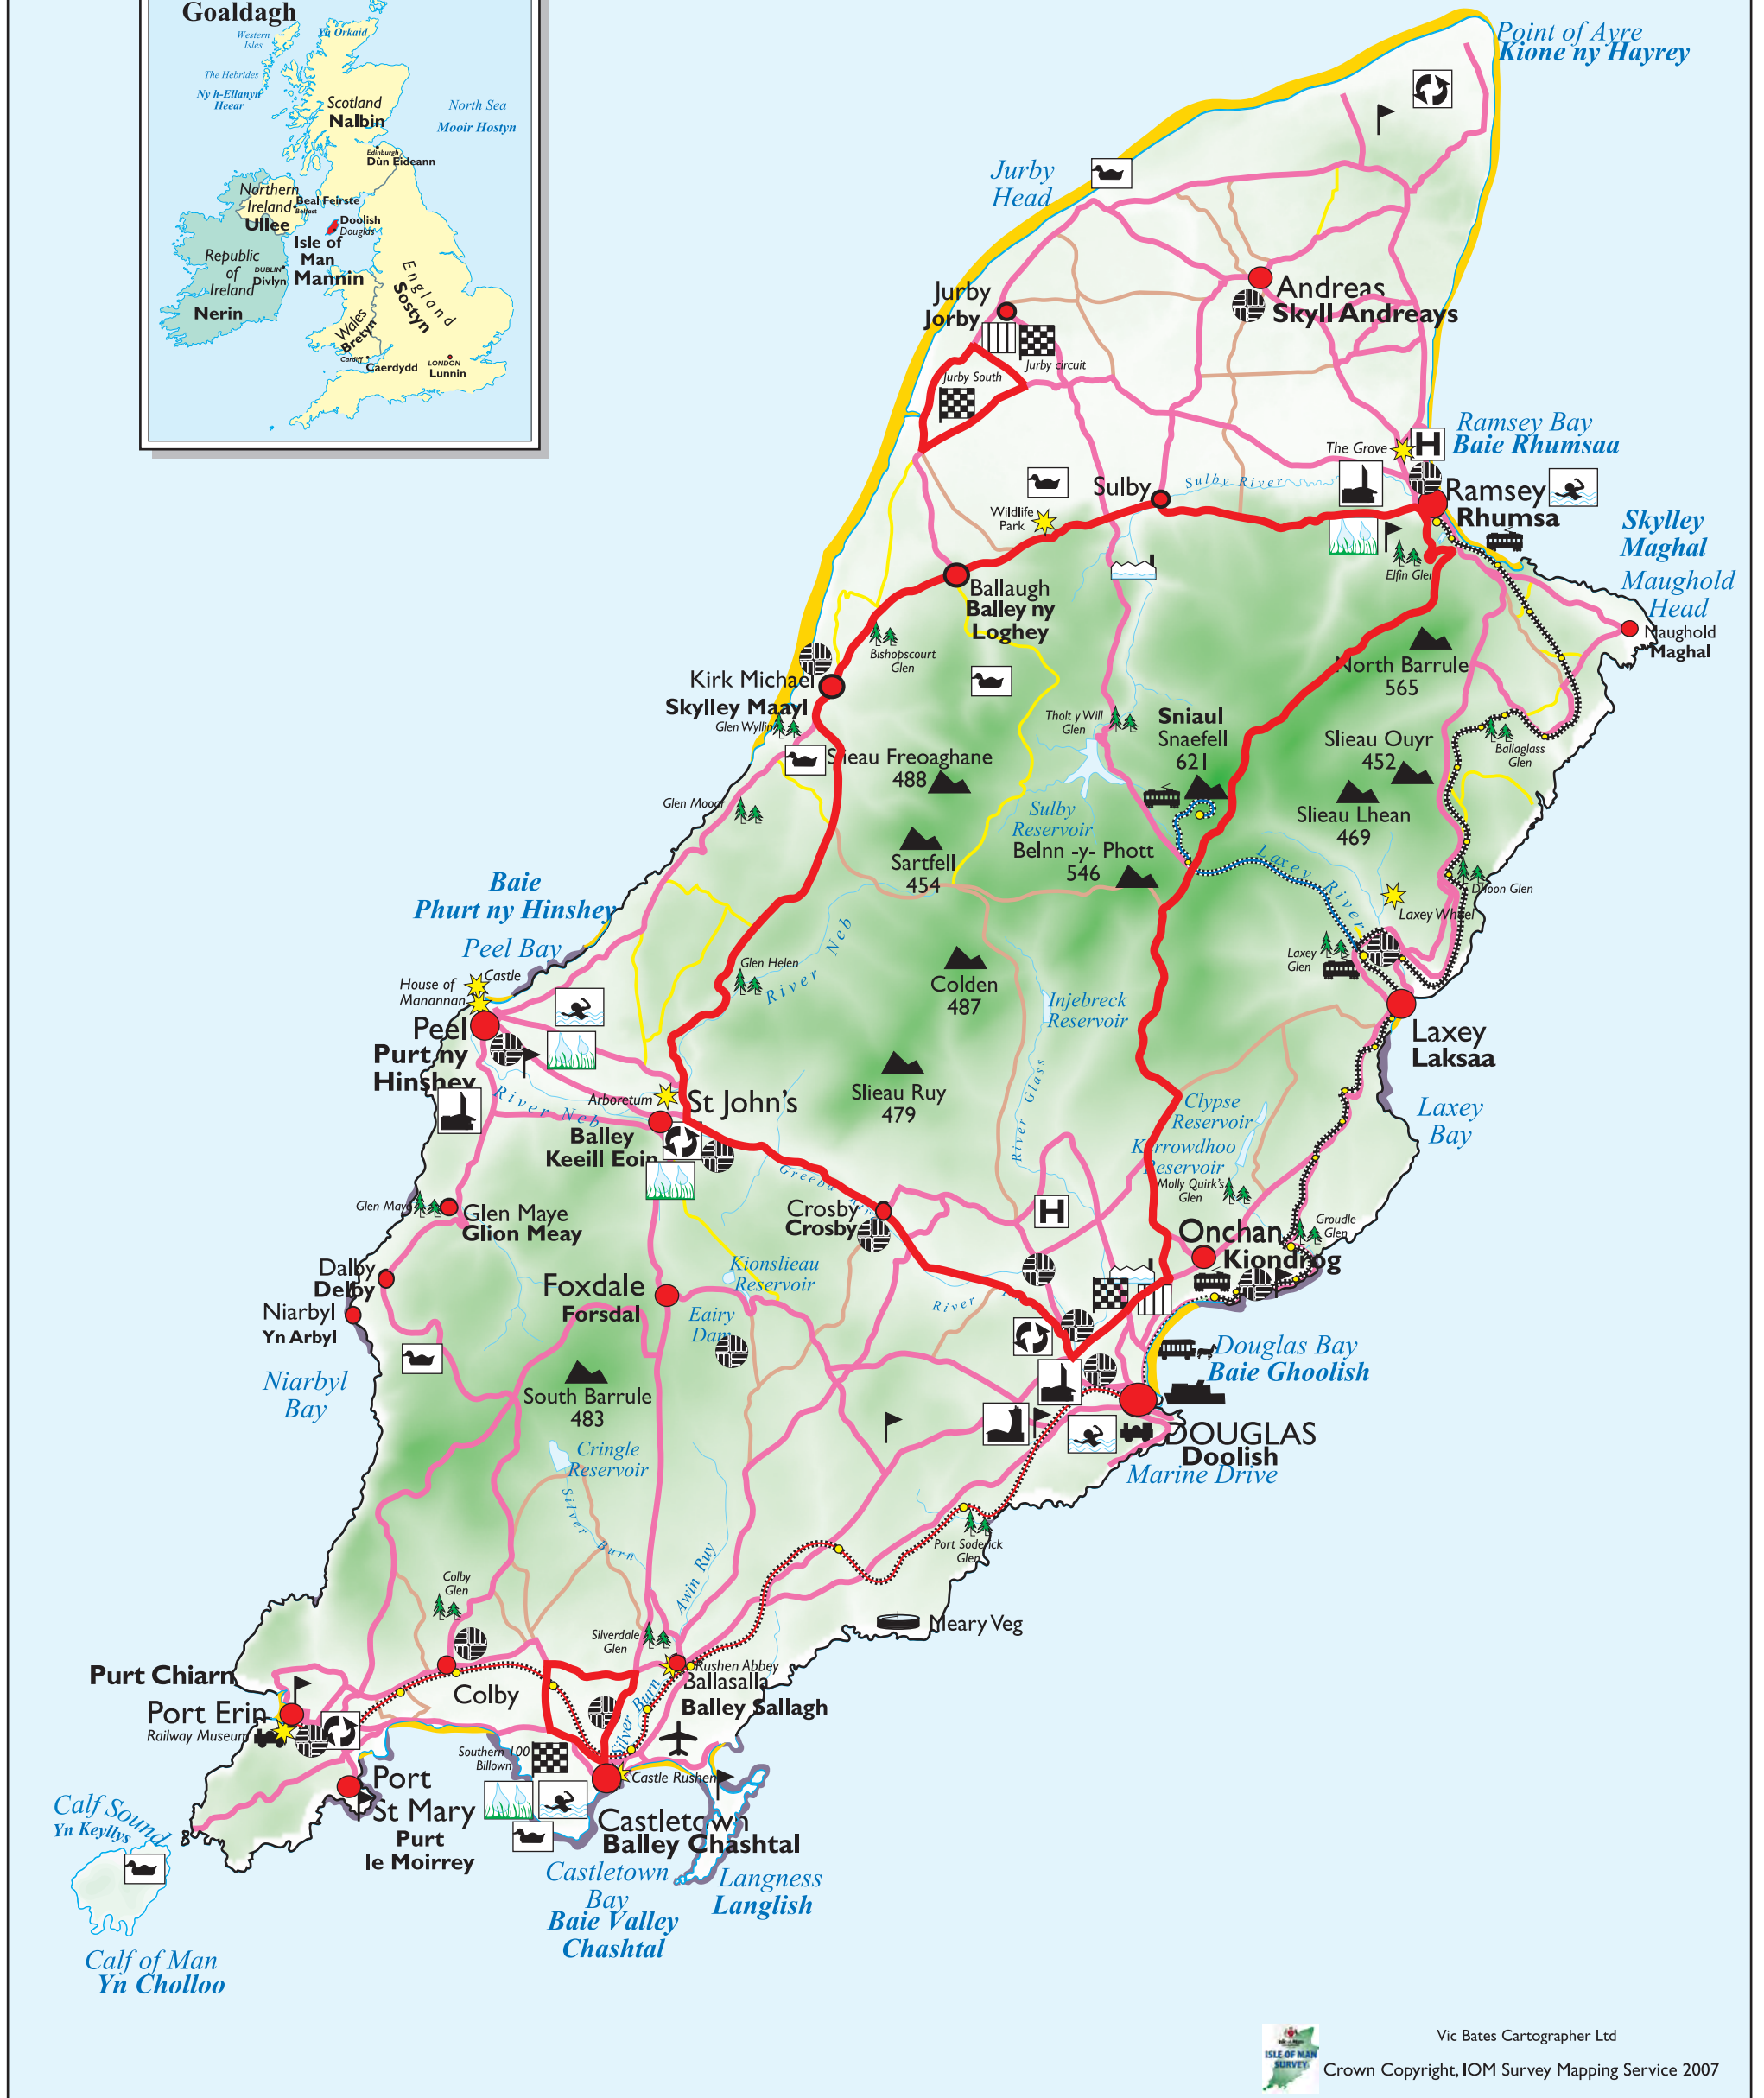 Goaldagh
Western
Isles
Yn Orkaid
The Hebrides
Ny h-Ellanyn
Heear
Scotland
Nalbin
North Sea
Mooir Hostyn
Edinburgh
Dùn Eideann
Northern
Ireland
Ullee
Beal Feirste
Belfast
Doolish
Douglas
Isle of
Man
Mannin
Republic
of
Ireland
Nerin
DUBLIN
Divlyn
England
Sostyn
Wales
Bretyn
Cardiff
Caerdydd
LONDON
Lunnin
Point of Ayre
Kione ny Hayrey
Jurby
Head
Jurby
Jorby
Andreas
Skyll Andreays
Jurby circuit
Jurby South
Ramsey Bay
Baie Rhumsaa
The Grove
H
Sulby
Sulby River
Ramsey
Rhumsa
Wildlife
Park
Elfin Glen
Skylley
Maghal
Maughold
Head
Maughold
Maghal
Ballaugh
Balley ny
Loghey
Bishopscourt
Glen
North Barrule
565
Kirk Michael
Skylley Maayl
Glen Wyllin
Tholt y Will
Glen
Sniaul
Snaefell
621
Slieau Ouyr
452
Ballaglass
Glen
Slieau Freoaghane
488
Glen Mooar
Sulby
Reservoir
Slieau Lhean
469
Sartfell
454
Belnn -y- Phott
546
Laxey River
Dhoon Glen
Laxey Wheel
Baie
Phurt ny Hinshey
Peel Bay
River Neb
Glen Helen
Laxey
Glen
Castle
House of
Manannan
Colden
487
Injebreck
Reservoir
Peel
Purt ny
Hinshey
Laxey
Laksaa
River Neb
Arboretum
St John's
Slieau Ruy
479
River Glass
Clypse
Reservoir
Laxey
Bay
Balley
Keeill Eoin
Kerrowdhoo
Reservoir
Molly Quirk's
Glen
Greeba
Glen Maye
Glen Maye
Glion Meay
Crosby
Crosby
H
Groudle
Glen
Onchan
Kiondrog
Dalby
Delby
Niarbyl
Yn Arbyl
Foxdale
Forsdal
Kionslieau
Reservoir
Eairy
Dam
River
Niarbyl
Bay
South Barrule
483
Douglas Bay
Baie Ghoolish
DOUGLAS
Doolish
Marine Drive
Cringle
Reservoir
Silver Burn
Awin Ruy
Port Soderick
Glen
Colby
Glen
Silverdale
Glen
Meary Veg
Purt Chiarn
Port Erin
Railway Museum
Colby
Rushen Abbey
Ballasalla
Balley Sallagh
Silver Burn
Southern 100
Billown
Castle Rushen
Port
St Mary
Purt
le Moirrey
Castletown
Balley Chashtal
Calf Sound
Yn Keyllys
Castletown
Bay
Baie Valley
Chashtal
Langness
Langlish
Calf of Man
Yn Cholloo
ISLE OF MAN
SURVEY
Vic Bates Cartographer Ltd
Crown Copyright, IOM Survey Mapping Service 2007